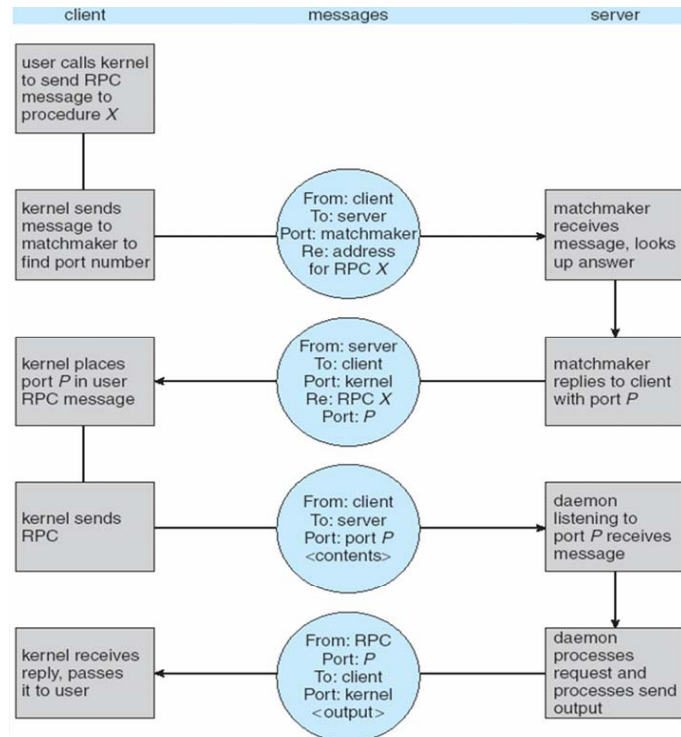 client
messages
server
user calls kernel
to send RPC
message to
procedure X
kernel sends
message to
matchmaker to
find port number
From: client
To: server
Port: matchmaker
Re: address
for RPC X
matchmaker
receives
message, looks
up answer
kernel places
port P in user
RPC message
From: server
To: client
Port: kernel
Re: RPC X
Port: P
matchmaker
replies to client
with port P
kernel sends
RPC
From: client
To: server
Port: port P
<contents>
daemon
listening to
port P receives
message
kernel receives
reply, passes
it to user
From: RPC
Port: P
To: client
Port: kernel
<output>
daemon
processes
request and
processes send
output